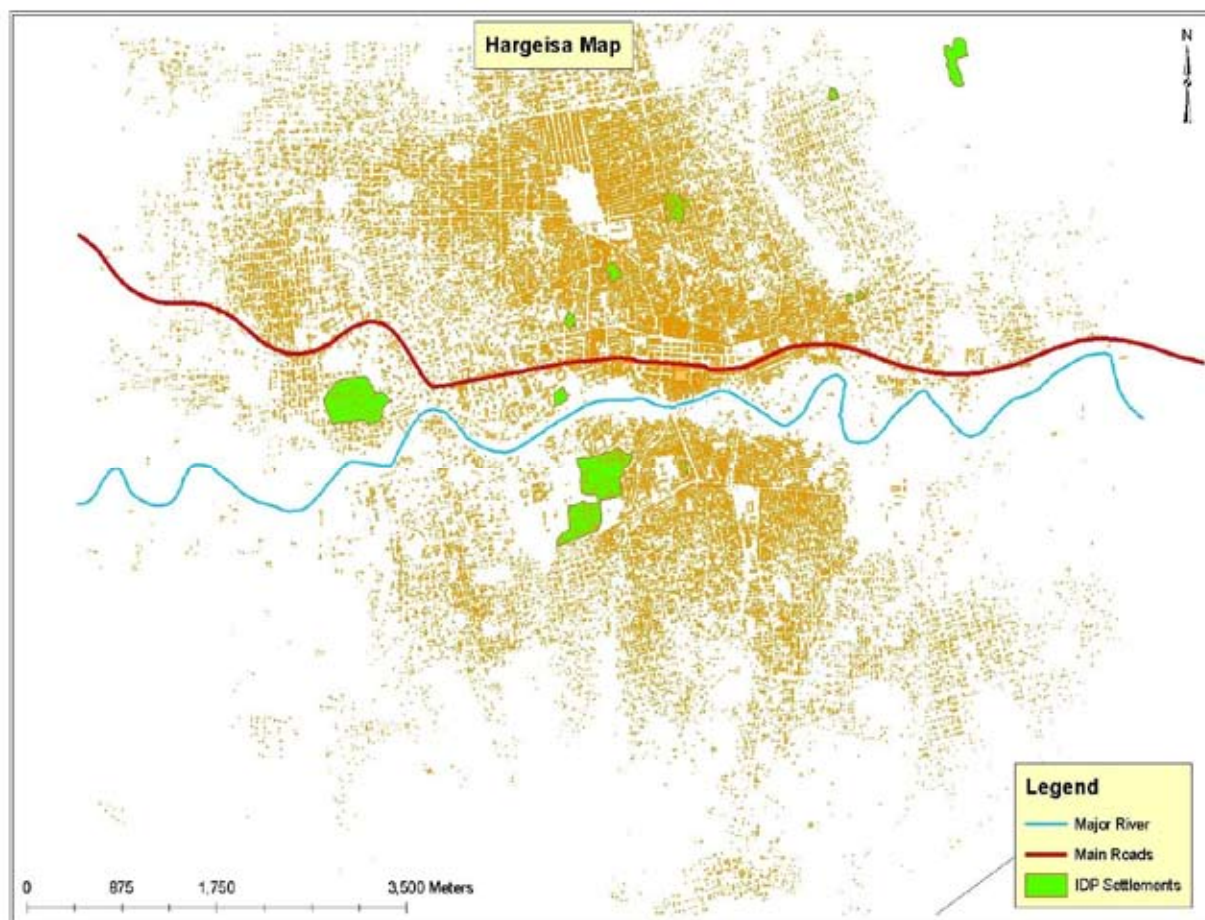 Hargeisa Map
N
Legend
Major River
Main Roads
IDP Settlements
0 875 1,750 3,500 Meters